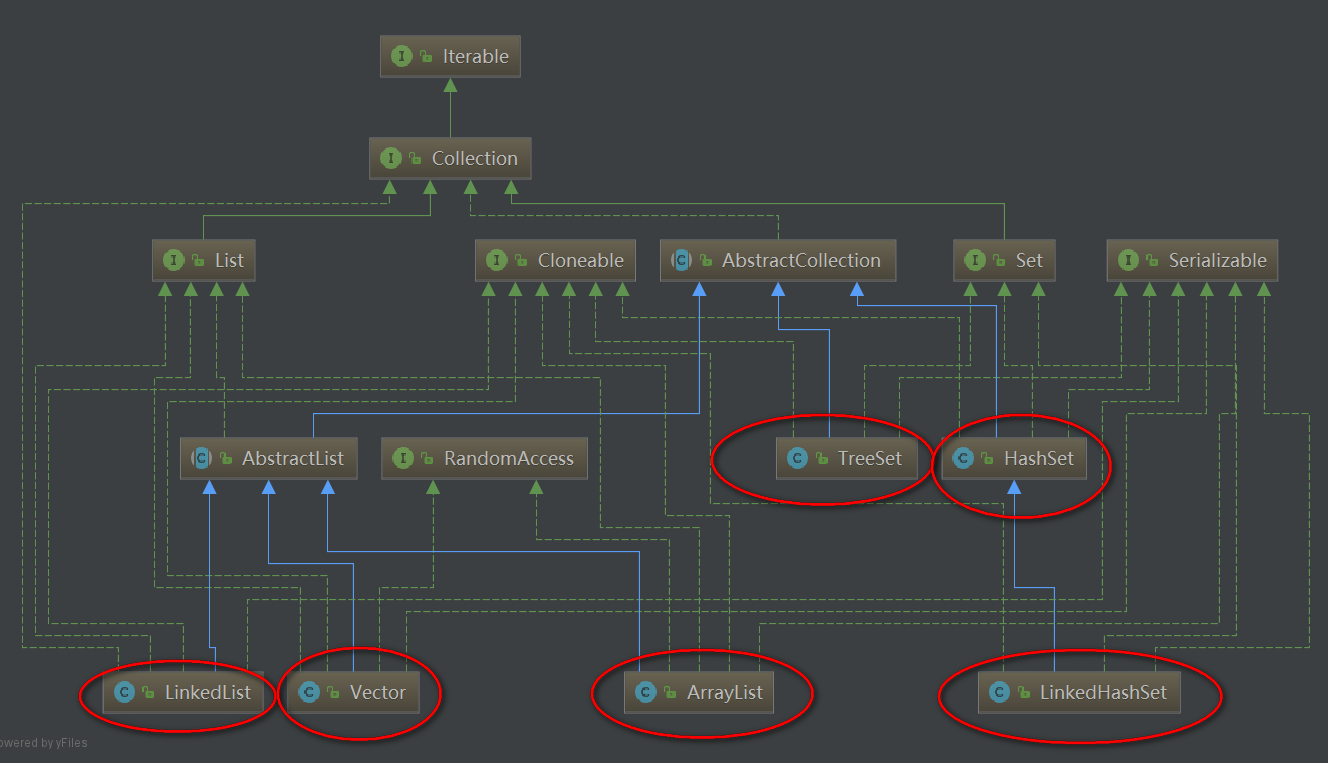 Iterable
Collection
List
Cloneable
AbstractCollection
Set
Serializable
AbstractList
RandomAccess
TreeSet
HashSet
LinkedList
Vector
ArrayList
LinkedHashSet
owered by yFiles